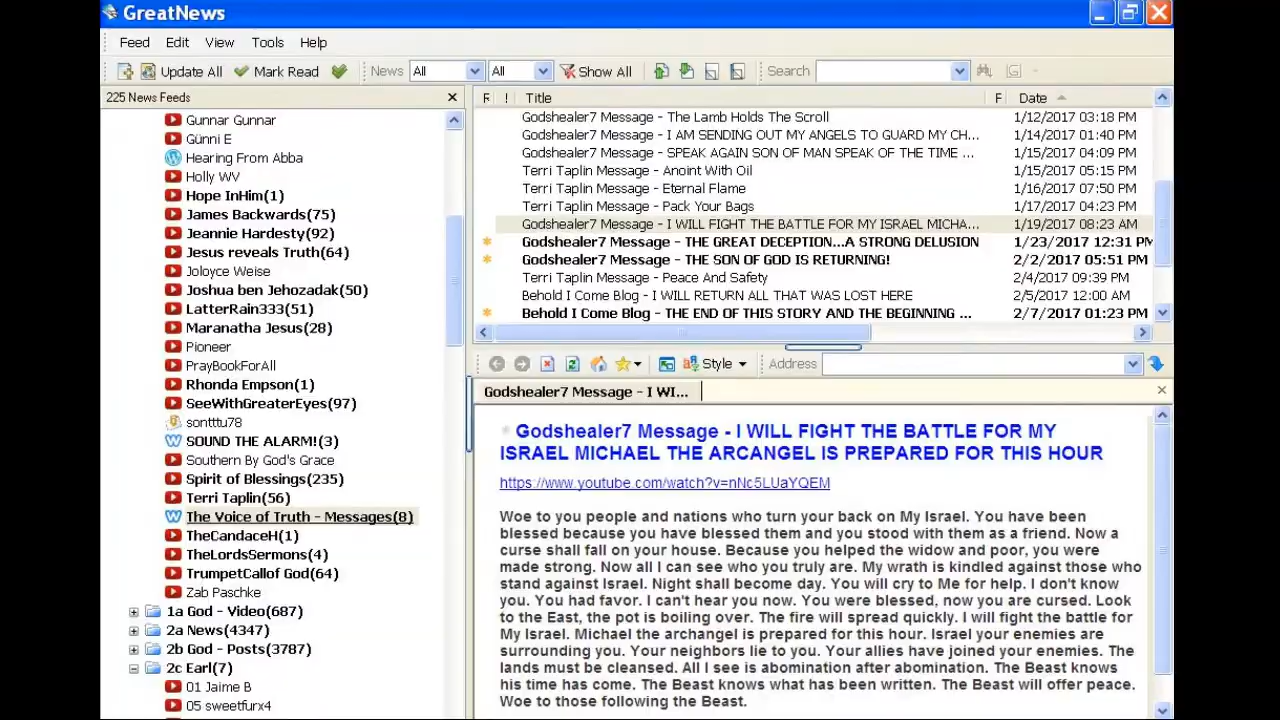 GreatNews
Feed Edit View Tools Help
Update All Mark Read News All All Show All Search
225 News Feeds
Gunnar Gunnar
Günni E
Hearing From Abba
Holly WV
Hope InHim(1)
James Backwards(75)
Jeannie Hardesty(92)
Jesus reveals Truth(64)
Joloyce Weise
Joshua ben Jehozadak(50)
LatterRain333(51)
Maranatha Jesus(28)
Pioneer
PrayBookForAll
Rhonda Empson(1)
SeeWithGreaterEyes(97)
sontttu78
SOUND THE ALARM!(3)
Southern By God's Grace
Spirit of Blessings(235)
Terri Taplin(56)
The Voice of Truth - Messages(8)
TheCandaceH(1)
TheLordsSermons(4)
TrumpetCallof God(64)
Zab Paschke
1a God - Video(687)
2a News(4347)
2b God - Posts(3787)
2c Earl(7)
01 Jaime B
05 sweetfurx4
R ! Title F Date
Godshealer7 Message - The Lamb Holds The Scroll 1/12/2017 03:18 PM
Godshealer7 Message - I AM SENDING OUT MY ANGELS TO GUARD MY CH... 1/14/2017 01:40 PM
Godshealer7 Message - SPEAK AGAIN SON OF MAN SPEAK OF THE TIME ... 1/15/2017 04:09 PM
Terri Taplin Message - Anoint With Oil 1/15/2017 05:15 PM
Terri Taplin Message - Eternal Flame 1/16/2017 07:50 PM
Terri Taplin Message - Pack Your Bags 1/17/2017 04:23 PM
Godshealer7 Message - I WILL FIGHT THE BATTLE FOR MY ISRAEL MICHA... 1/19/2017 08:23 AM
Godshealer7 Message - THE GREAT DECEPTION...A STRONG DELUSION 1/23/2017 12:31 PM
Godshealer7 Message - THE SON OF GOD IS RETURNING! 2/2/2017 05:51 PM
Terri Taplin Message - Peace And Safety 2/4/2017 09:39 PM
Behold I Come Blog - I WILL RETURN ALL THAT WAS LOST HERE 2/5/2017 12:00 AM
Behold I Come Blog - THE END OF THIS STORY AND THE BEGINNING ... 2/7/2017 01:23 PM
Style Address
Godshealer7 Message - I WI...
Godshealer7 Message - I WILL FIGHT THE BATTLE FOR MY
ISRAEL MICHAEL THE ARCANGEL IS PREPARED FOR THIS HOUR
https://www.youtube.com/watch?v=nNc5LUaYQEM
Woe to you people and nations who turn your back on My Israel. You have been
blessed because you have blessed them and you stood with them as a friend. Now a
curse shall fall on your house. Because you helped the widow and poor, you were
made strong. Now all I can see who you truly are. My wrath is kindled against those who
stand against Israel. Night shall become day. You will cry to Me for help. I don't know
you. You had favor. I can't hear you now. You were blessed, now you are cursed. Look
to the East, the pot is boiling over. The fire will spread quickly. I will fight the battle for
My Israel. Michael the archangel is prepared for this hour. Israel your enemies are
surrounding you. Your neighbors lie to you. Your allies have joined your enemies. The
lands must be cleansed. All I see is abomination after abomination. The Beast knows
his time has come. The Beast knows what has been written. The Beast will offer peace.
Woe to those following the Beast.